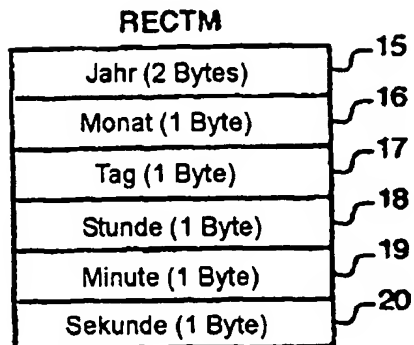 RECTM
Jahr (2 Bytes) 15
Monat (1 Byte) 16
Tag (1 Byte) 17
Stunde (1 Byte) 18
Minute (1 Byte) 19
Sekunde (1 Byte) 20